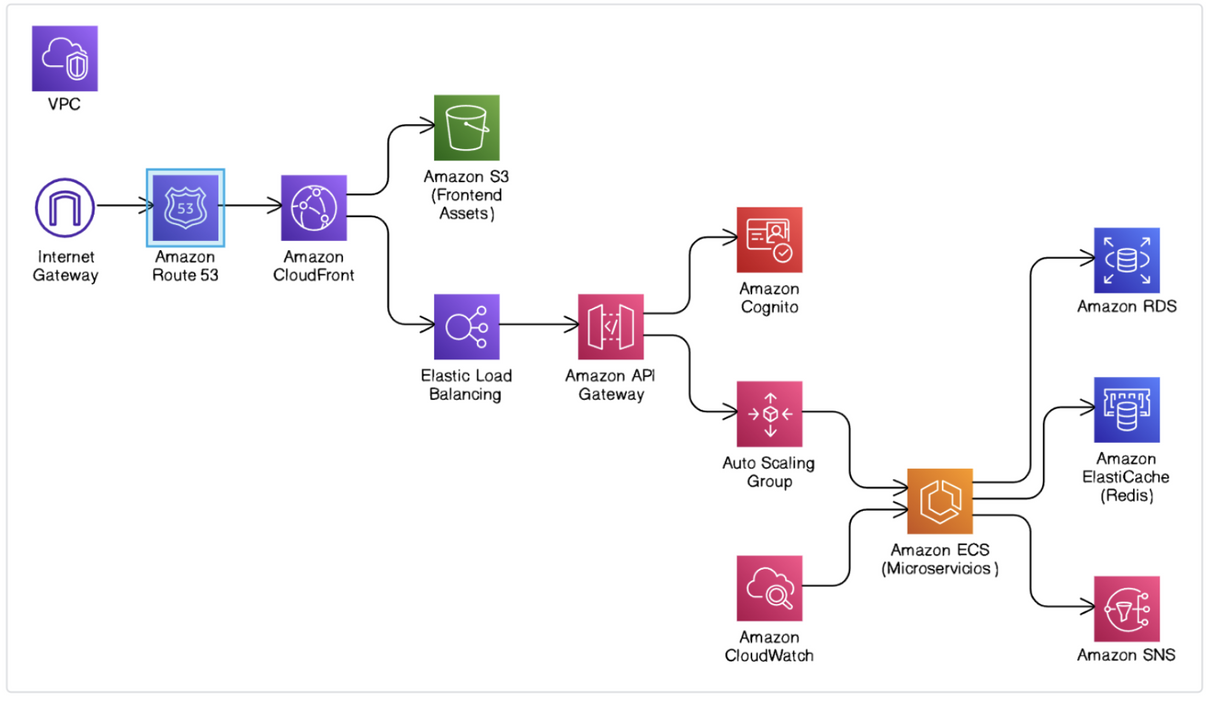 VPC
Amazon S3
(Frontend
Assets)
Internet
Gateway
53
Amazon
Route 53
Amazon
CloudFront
Elastic Load
Balancing
Amazon API
Gateway
Amazon
Cognito
Auto Scaling
Group
Amazon
CloudWatch
Amazon ECS
(Microservicios)
Amazon RDS
Amazon
ElastiCache
(Redis)
Amazon SNS